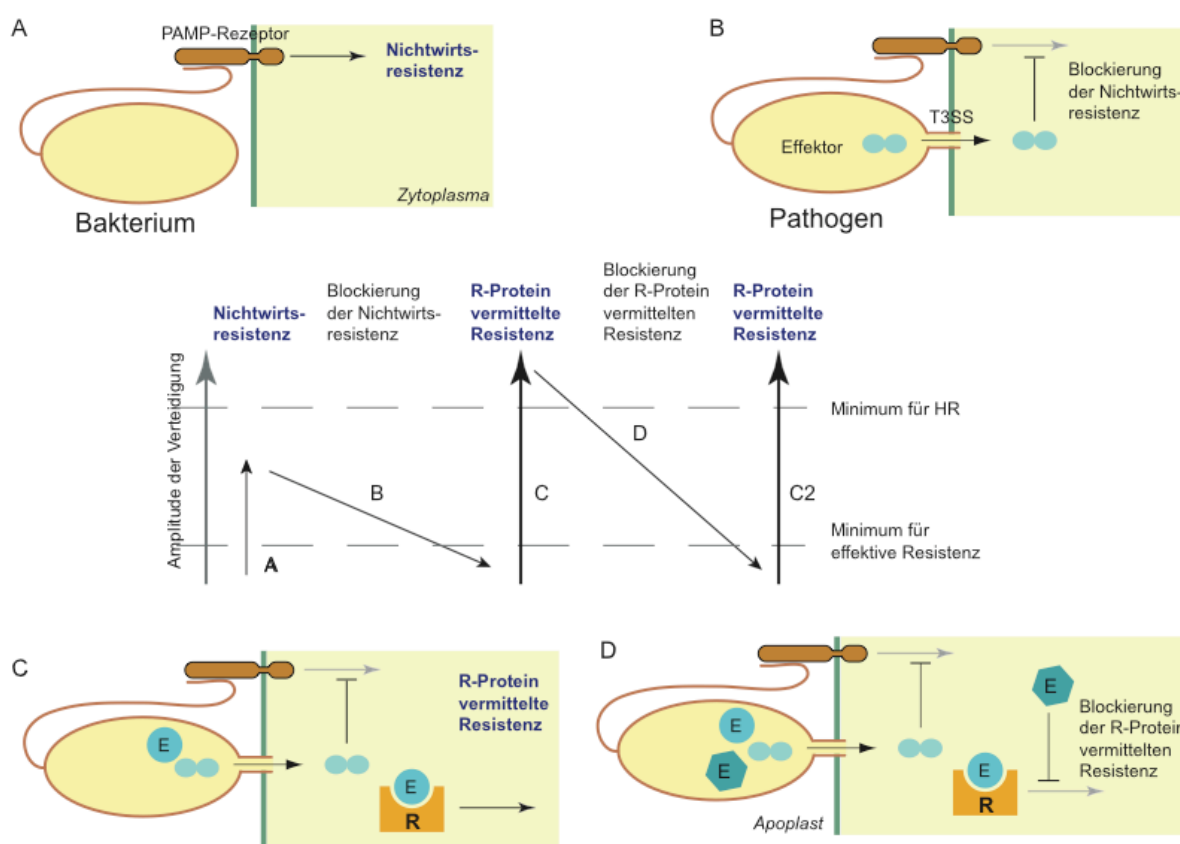 A
PAMP-Rezeptor
Nichtwirts-
resistenz
Zytoplasma
Bakterium
B
Blockierung
der Nichtwirts-
resistenz
T3SS
Effektor
Pathogen
Nichtwirts-
resistenz
Blockierung
der Nichtwirts-
resistenz
R-Protein
vermittelte
Resistenz
Blockierung
der R-Protein
vermittelten
Resistenz
R-Protein
vermittelte
Resistenz
Amplitude der Verteidigung
Minimum für HR
A
B
C
D
C2
Minimum für
effektive Resistenz
C
R-Protein
vermittelte
Resistenz
E
E
R
D
E
E
E
E
R
Blockierung
der R-Protein
vermittelten
Resistenz
Apoplast